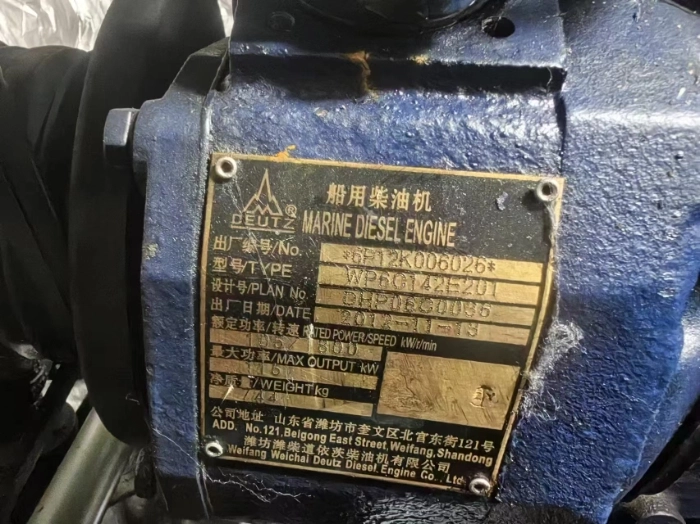 DEUTZ ®
船用柴油机
MARINE DIESEL ENGINE
出厂编号/No. *6P12K006026*
型号/TYPE WP6C142E201
设计号/PLAN No. DHP06G0036
出厂日期/DATE 2012-11-13
额定功率/转速 RATED POWER/SPEED kW/r/min
最大功率/MAX OUTPUT kW
净质量/WEIGHT kg
公司地址 山东省潍坊市奎文区北宫东街121号
ADD. No.121.Beigong East Street,Weifang,Shandong
潍坊潍柴道依茨柴油机有限公司
Weifang Weichai Deutz Diesel Engine Co., Ltd.